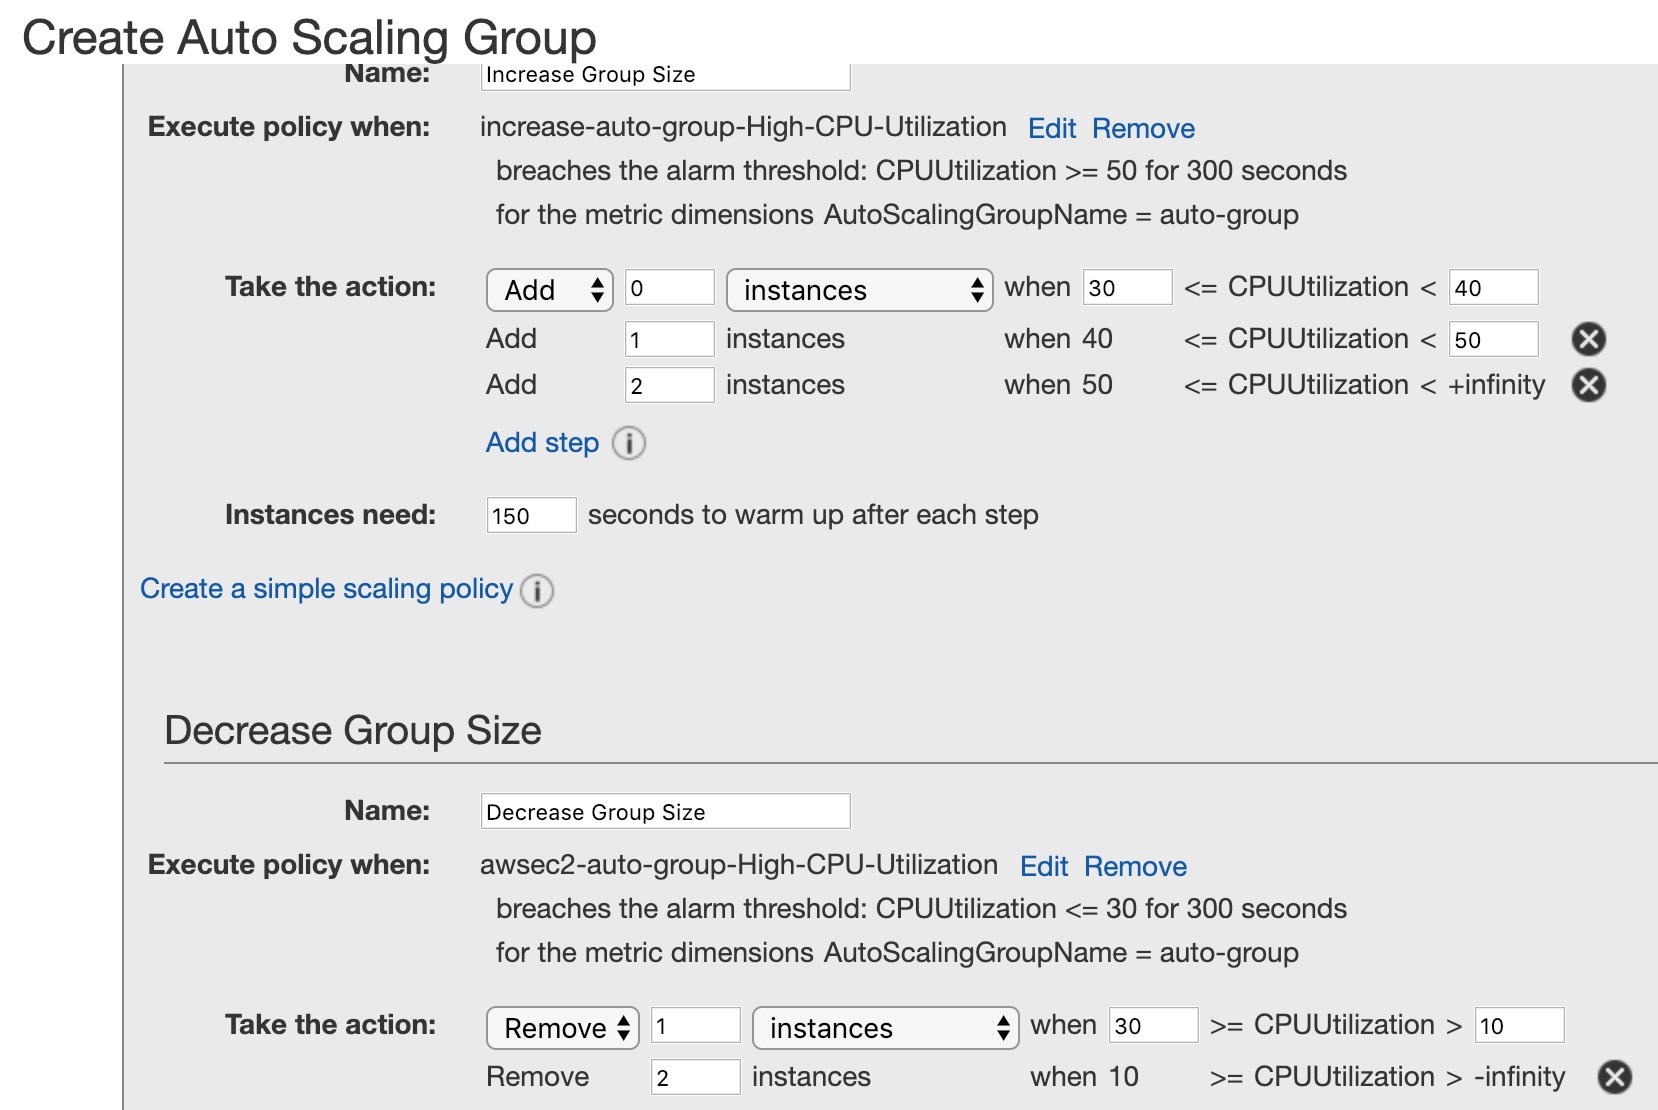 Create Auto Scaling Group
Name: Increase Group Size
Execute policy when: increase-auto-group-High-CPU-Utilization Edit Remove
breaches the alarm threshold: CPUUtilization >= 50 for 300 seconds
for the metric dimensions AutoScalingGroupName = auto-group
Take the action: Add 0 instances when 30 <= CPUUtilization < 40
Add 1 instances when 40 <= CPUUtilization < 50
Add 2 instances when 50 <= CPUUtilization < +infinity
Add step i
Instances need: 150 seconds to warm up after each step
Create a simple scaling policy i
Decrease Group Size
Name: Decrease Group Size
Execute policy when: awsec2-auto-group-High-CPU-Utilization Edit Remove
breaches the alarm threshold: CPUUtilization <= 30 for 300 seconds
for the metric dimensions AutoScalingGroupName = auto-group
Take the action: Remove 1 instances when 30 >= CPUUtilization > 10
Remove 2 instances when 10 >= CPUUtilization > -infinity